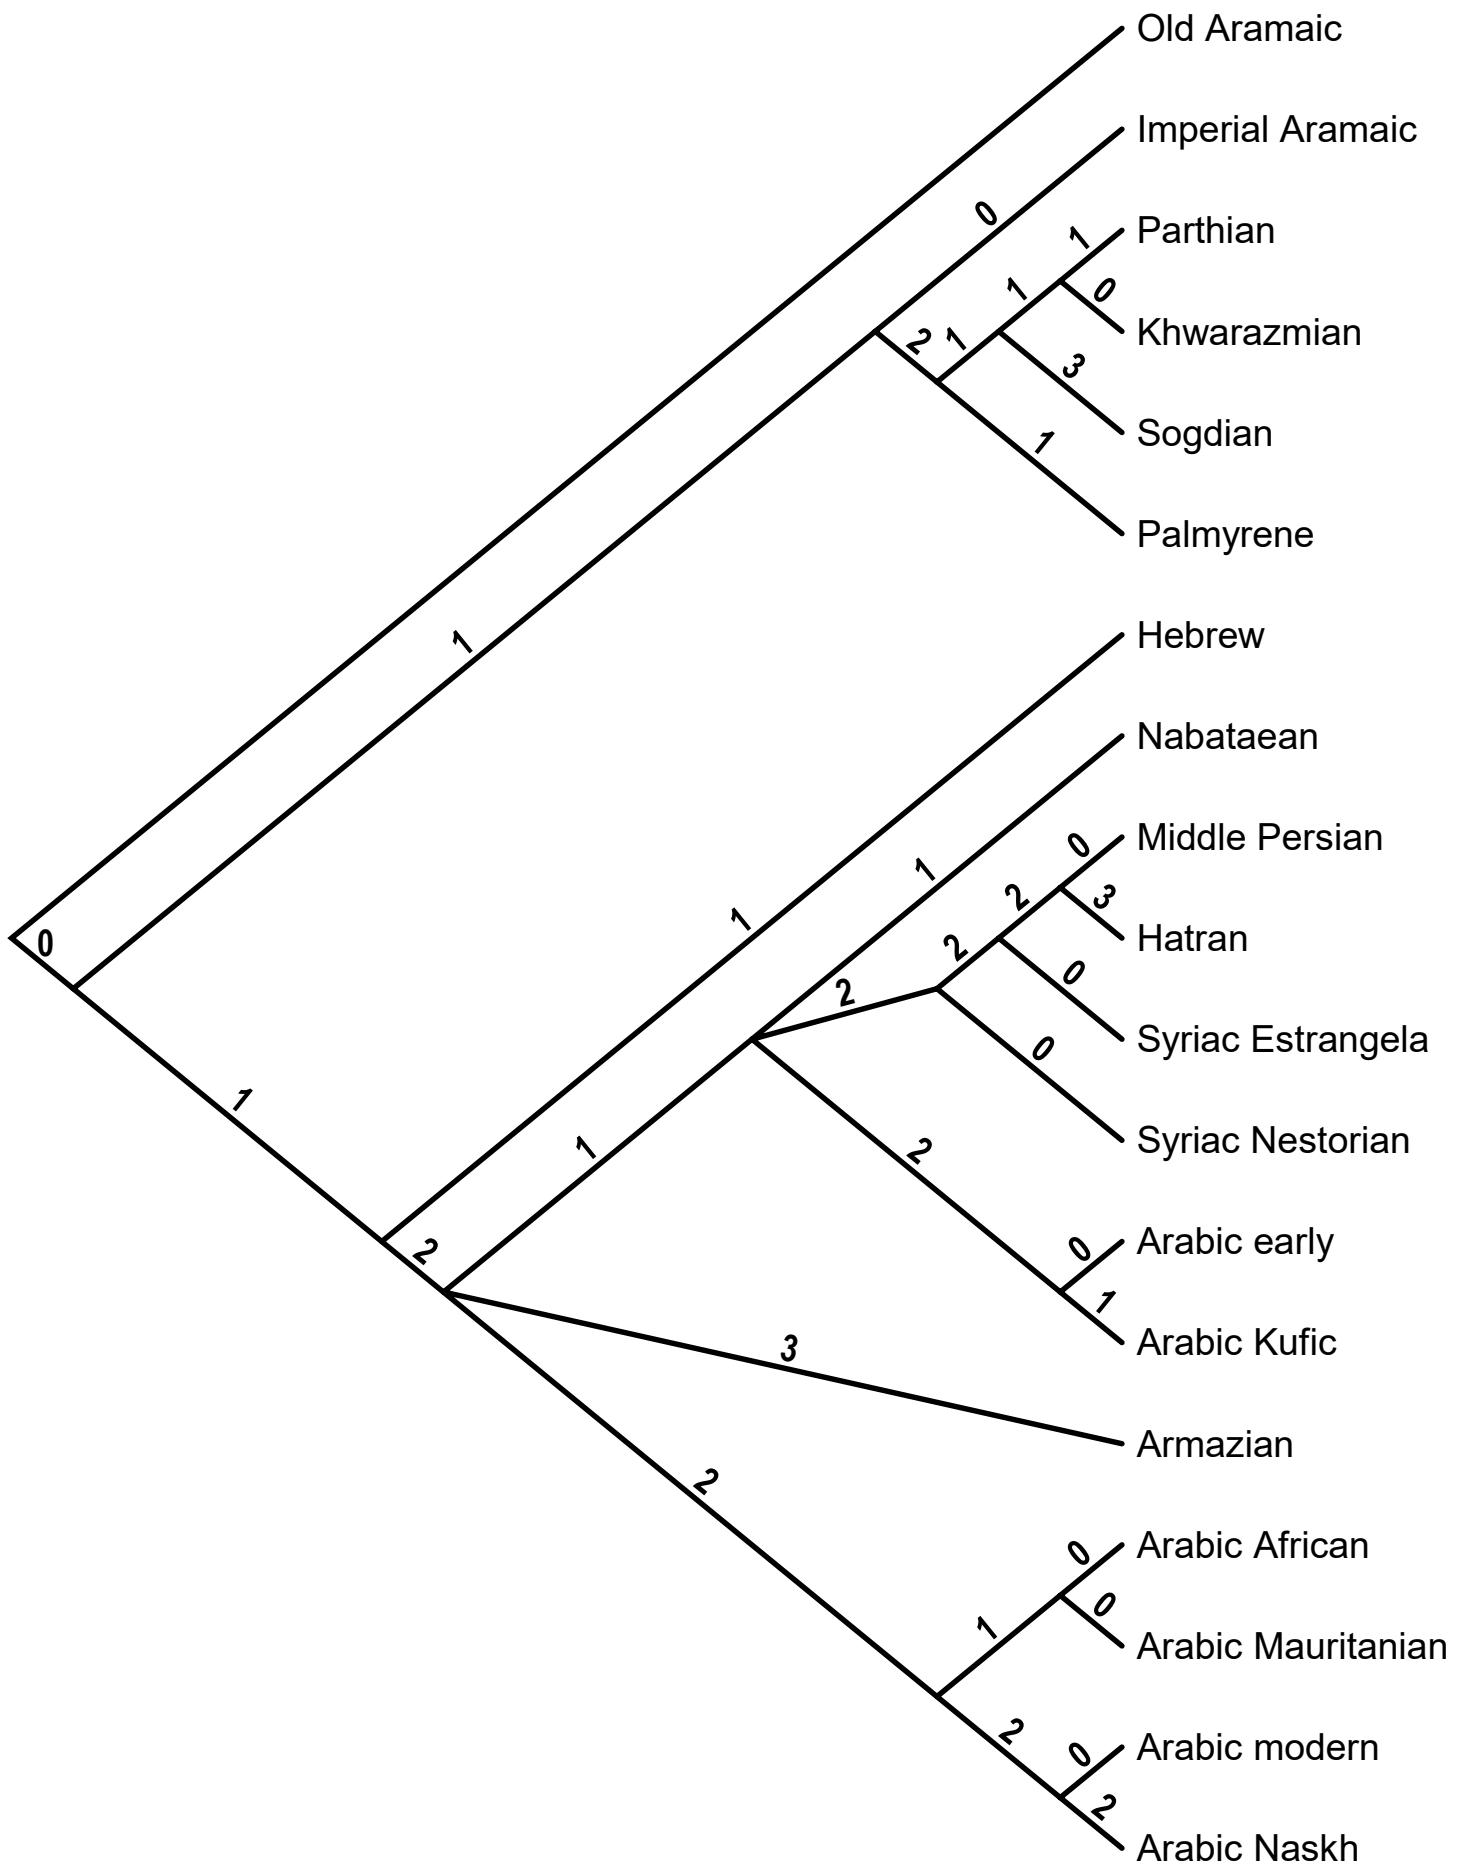 Old Aramaic
Imperial Aramaic
0
Parthian
1
1
0
Khwarazmian
2
1
3
Sogdian
1
Palmyrene
1
Hebrew
Nabataean
Middle Persian
0
1
2
3
1
Hatran
0
2
0
Syriac Estrangela
2
0
1
Syriac Nestorian
1
2
Arabic early
2
0
1
Arabic Kufic
3
Armazian
2
Arabic African
0
0
1
Arabic Mauritanian
2
Arabic modern
0
2
Arabic Naskh